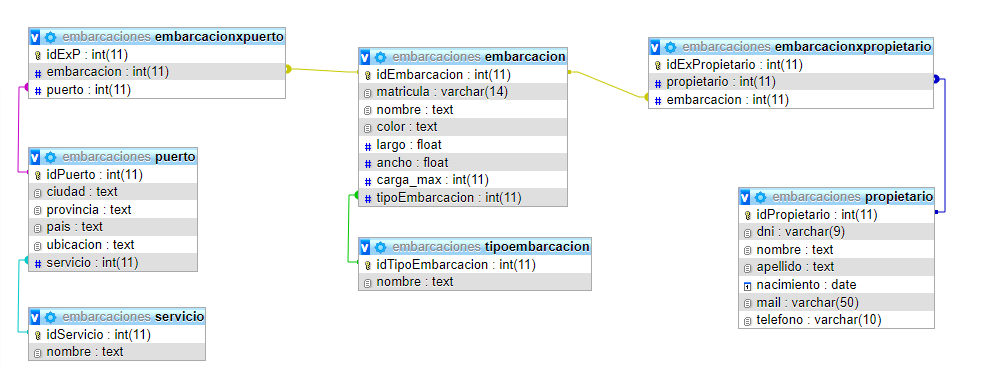 embarcaciones embarcacionxpuerto
idExP : int(11)
embarcacion : int(11)
puerto : int(11)
embarcaciones embarcacion
idEmbarcacion : int(11)
matricula : varchar(14)
nombre : text
color : text
largo : float
ancho : float
carga_max : int(11)
tipoEmbarcacion : int(11)
embarcaciones embarcacionxpropietario
idExPropietario : int(11)
propietario : int(11)
embarcacion : int(11)
embarcaciones puerto
idPuerto : int(11)
ciudad : text
provincia : text
pais : text
ubicacion : text
servicio : int(11)
embarcaciones tipoembarcacion
idTipoEmbarcacion : int(11)
nombre : text
embarcaciones propietario
idPropietario : int(11)
dni : varchar(9)
nombre : text
apellido : text
nacimiento : date
mail : varchar(50)
telefono : varchar(10)
embarcaciones servicio
idServicio : int(11)
nombre : text